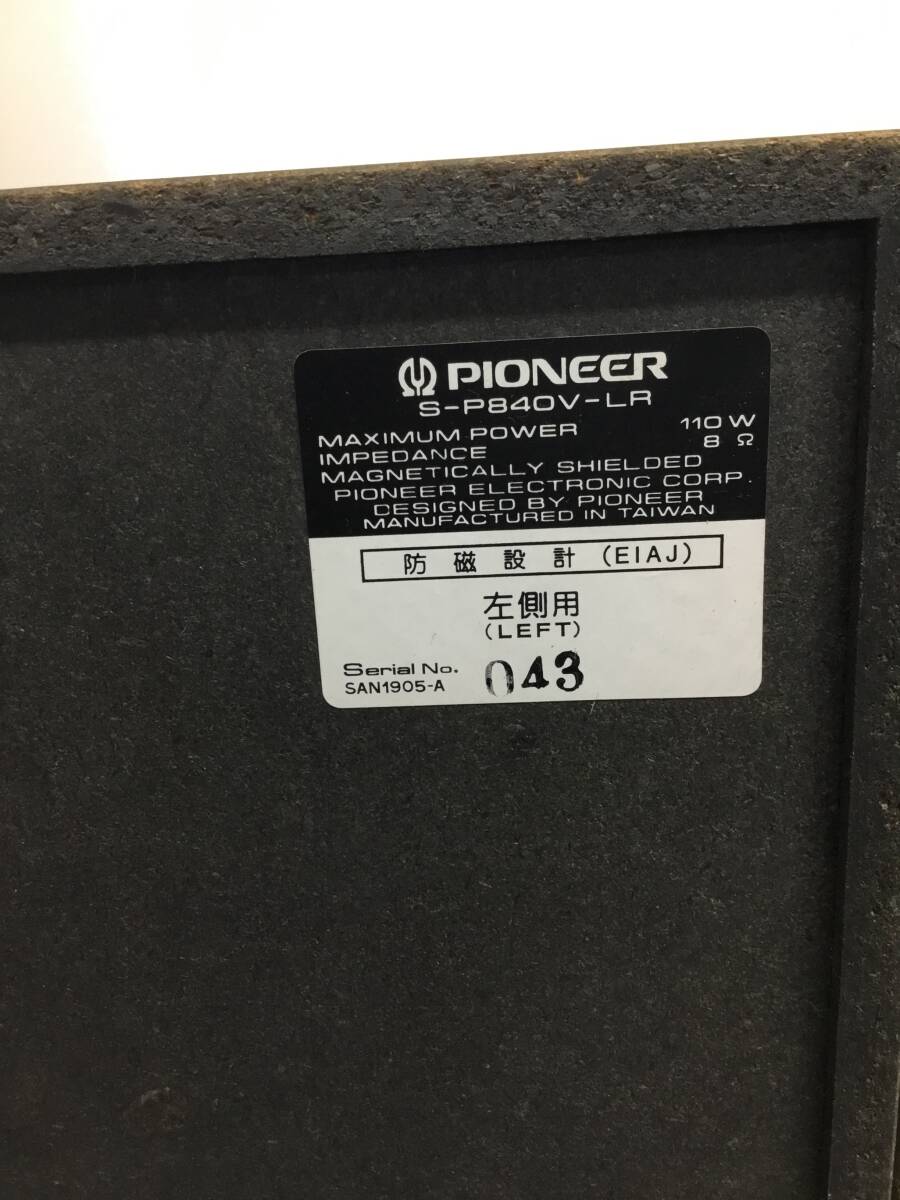 PIONEER
S-P840V-LR
MAXIMUM POWER 110 W
IMPEDANCE 8 Ω
MAGNETICALLY SHIELDED
PIONEER ELECTRONIC CORP.
DESIGNED BY PIONEER
MANUFACTURED IN TAIWAN
防磁設計 (EIAJ)
左側用
(LEFT)
Serial No. 043
SAN1905-A